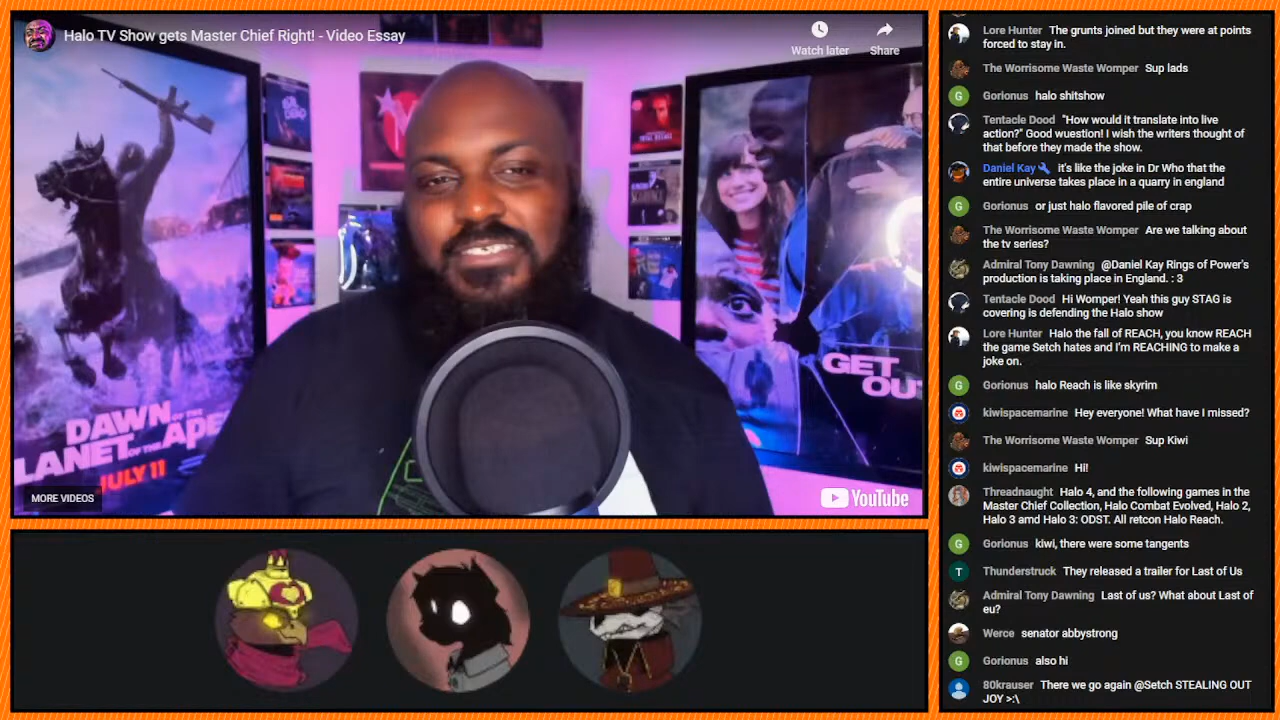 Halo TV Show gets Master Chief Right! - Video Essay
Watch later
Share
DAWN
OF THE
PLANET OF THE APE
JULY 11
GET
OUT
MORE VIDEOS
YouTube
Lore Hunter The grunts joined but they were at points
forced to stay in.
The Worrisome Waste Womper Sup lads
G
Gorionus halo shitshow
Tentacle Dood "How would it translate into live
action?" Good wuestion! I wish the writers thought of
that before they made the show.
Daniel Kay it's like the joke in Dr Who that the
entire universe takes place in a quarry in england
G
Gorionus or just halo flavored pile of crap
The Worrisome Waste Womper Are we talking about
the tv series?
Admiral Tony Dawning @Daniel Kay Rings of Power's
production is taking place in England. : 3
Tentacle Dood Hi Womper! Yeah this guy STAG is
covering is defending the Halo show
Lore Hunter Halo the fall of REACH, you know REACH
the game Setch hates and I'm REACHING to make a
joke on.
G
Gorionus halo Reach is like skyrim
kiwispacemarine Hey everyone! What have I missed?
The Worrisome Waste Womper Sup Kiwi
kiwispacemarine Hi!
Threadnaught Halo 4, and the following games in the
Master Chief Collection, Halo Combat Evolved, Halo 2,
Halo 3 amd Halo 3: ODST. All retcon Halo Reach.
G
Gorionus kiwi, there were some tangents
T
Thunderstruck They released a trailer for Last of Us
Admiral Tony Dawning Last of us? What about Last of
eu?
Werce senator abbystrong
G
Gorionus also hi
80krauser There we go again @Setch STEALING OUT
JOY >:\